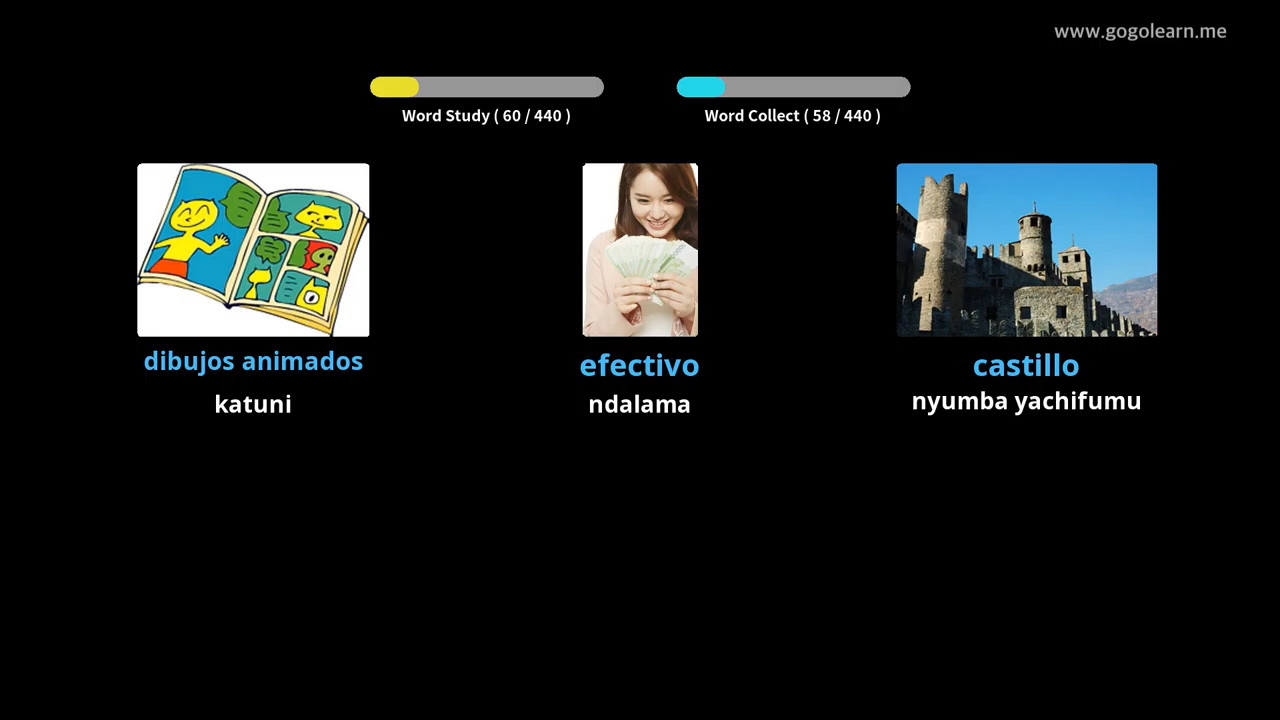 www.gogolearn.me
Word Study ( 60 / 440 )
Word Collect ( 58 / 440 )
dibujos animados
efectivo
castillo
katuni
ndalama
nyumba yachifumu